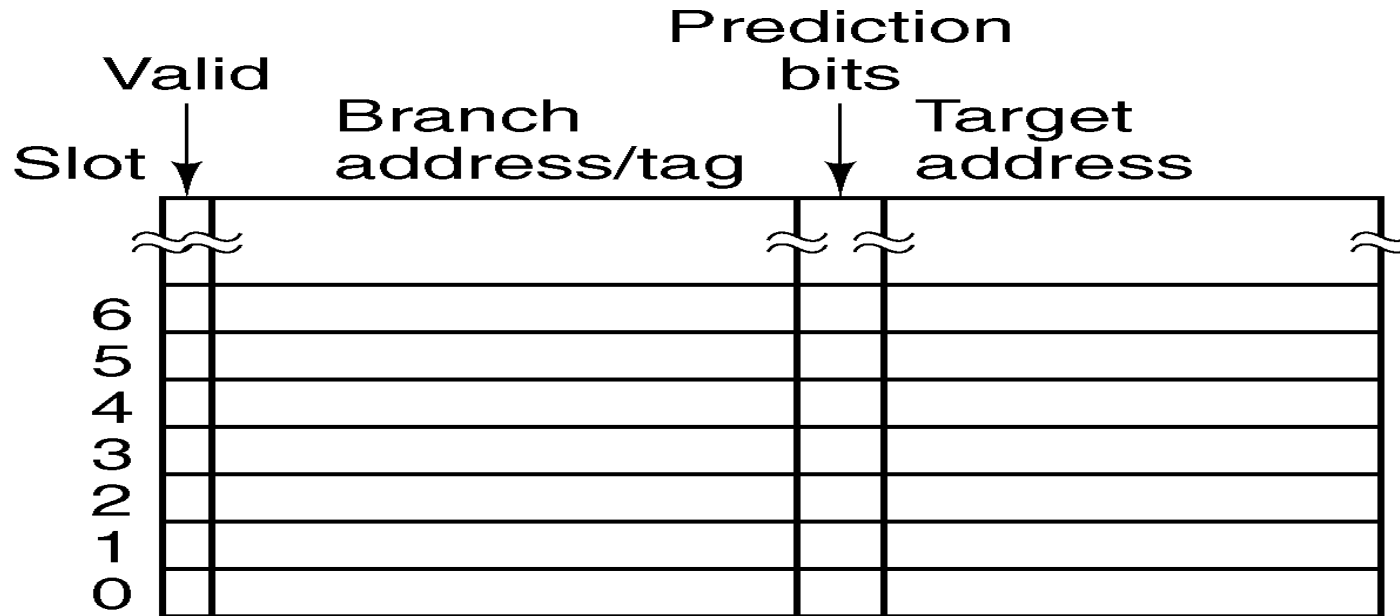 Prediction
bits
Valid
Branch
address/tag
Target
address
Slot
6
5
4
3
2
1
0